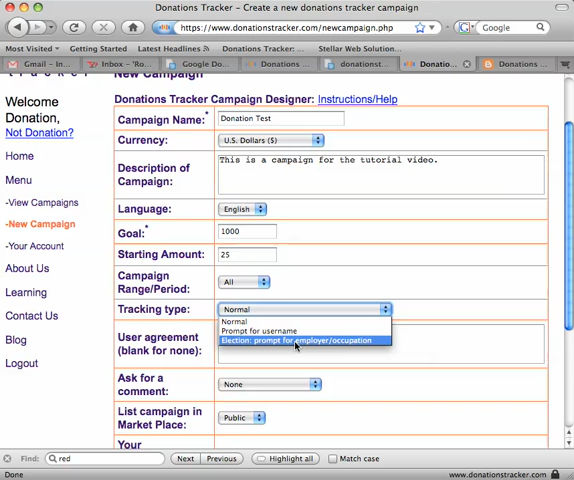 Donations Tracker - Create a new donations tracker campaign
https://www.donationstracker.com/newcampaign.php
Google
Most Visited
Getting Started
Latest Headlines
Donations Tracker: ...
Stellar Web Solution...
Gmail - In...
Inbox - 'Ro...
Google Do...
Donations ...
donationst...
Donatio...
Donations ...
tracker
New Campaign
Welcome
Donation,
Not Donation?
Home
Menu
-View Campaigns
-New Campaign
-Your Account
About Us
Learning
Contact Us
Blog
Logout
Donations Tracker Campaign Designer: Instructions/Help
Campaign Name:*
Donation Test
Currency:
U.S. Dollars ($)
Description of
Campaign:
This is a campaign for the tutorial video.
Language:
English
Goal:*
1000
Starting Amount:
25
Campaign
Range/Period:
All
Tracking type:
Normal
Normal
Prompt for username
Election: prompt for employer/occupation
User agreement
(blank for none):
Ask for a
comment:
None
List campaign in
Market Place:
Public
Your
Find:
red
Next
Previous
Highlight all
Match case
Done
www.donationstracker.com